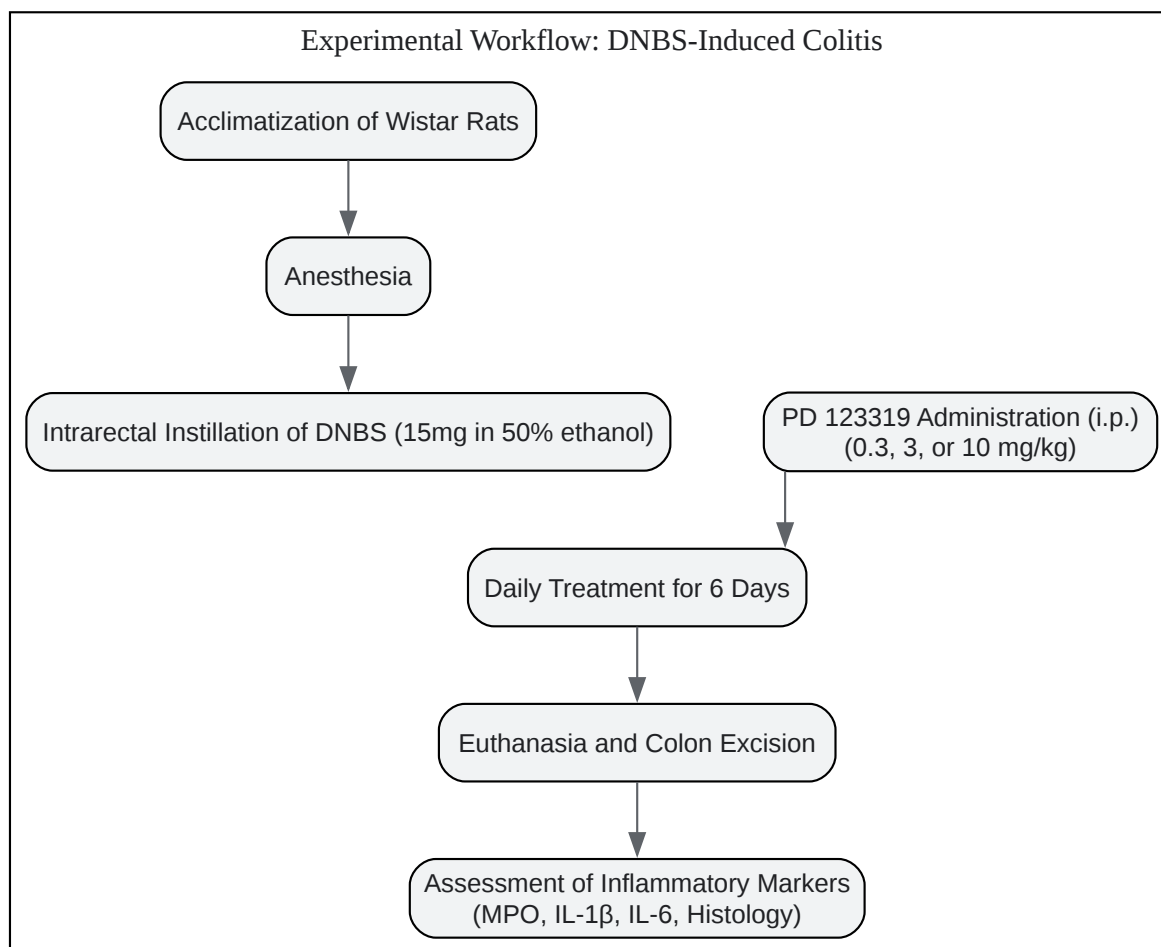 Experimental Workflow: DNBS-Induced Colitis
Acclimatization of Wistar Rats
Anesthesia
Intrarectal Instillation of DNBS (15mg in 50% ethanol)
PD 123319 Administration (i.p.)
(0.3, 3, or 10 mg/kg)
Daily Treatment for 6 Days
Euthanasia and Colon Excision
Assessment of Inflammatory Markers
(MPO, IL-1β, IL-6, Histology)